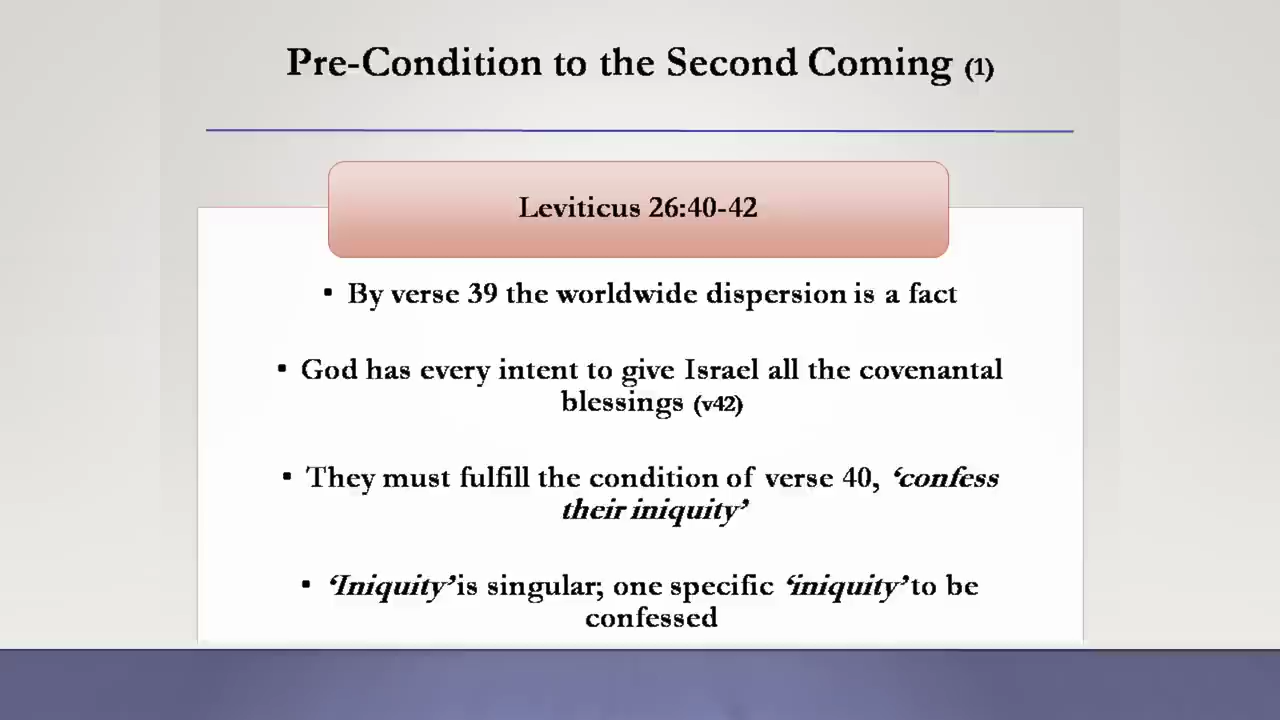 Pre-Condition to the Second Coming (1)
Leviticus 26:40-42
▪ By verse 39 the worldwide dispersion is a fact
▪ God has every intent to give Israel all the covenantal
blessings (v42)
▪ They must fulfill the condition of verse 40, ‘confess
their iniquity’
▪ ‘Iniquity’ is singular; one specific ‘iniquity’ to be
confessed